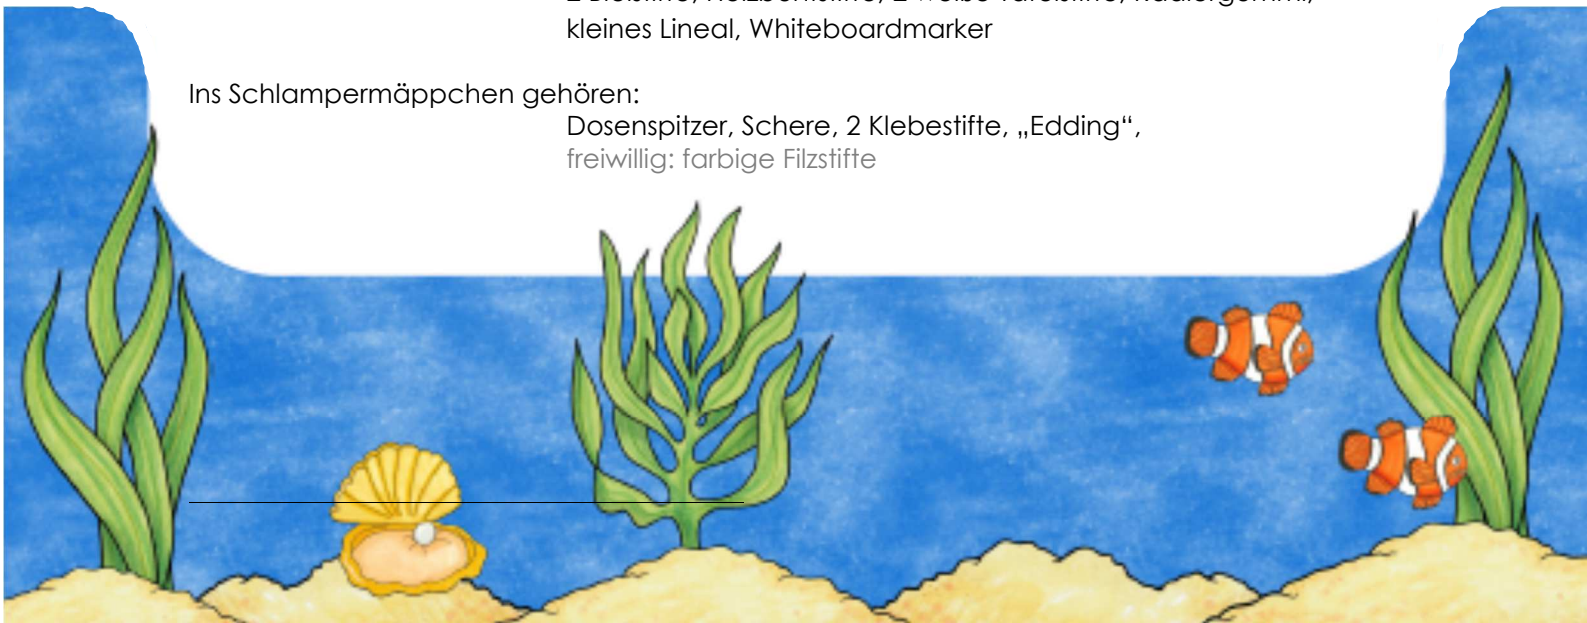 kleines Lineal, Whiteboardmarker
Ins Schlampermäppchen gehören:
Dosenspitzer, Schere, 2 Klebestifte, „Edding“,
freiwillig: farbige Filzstifte